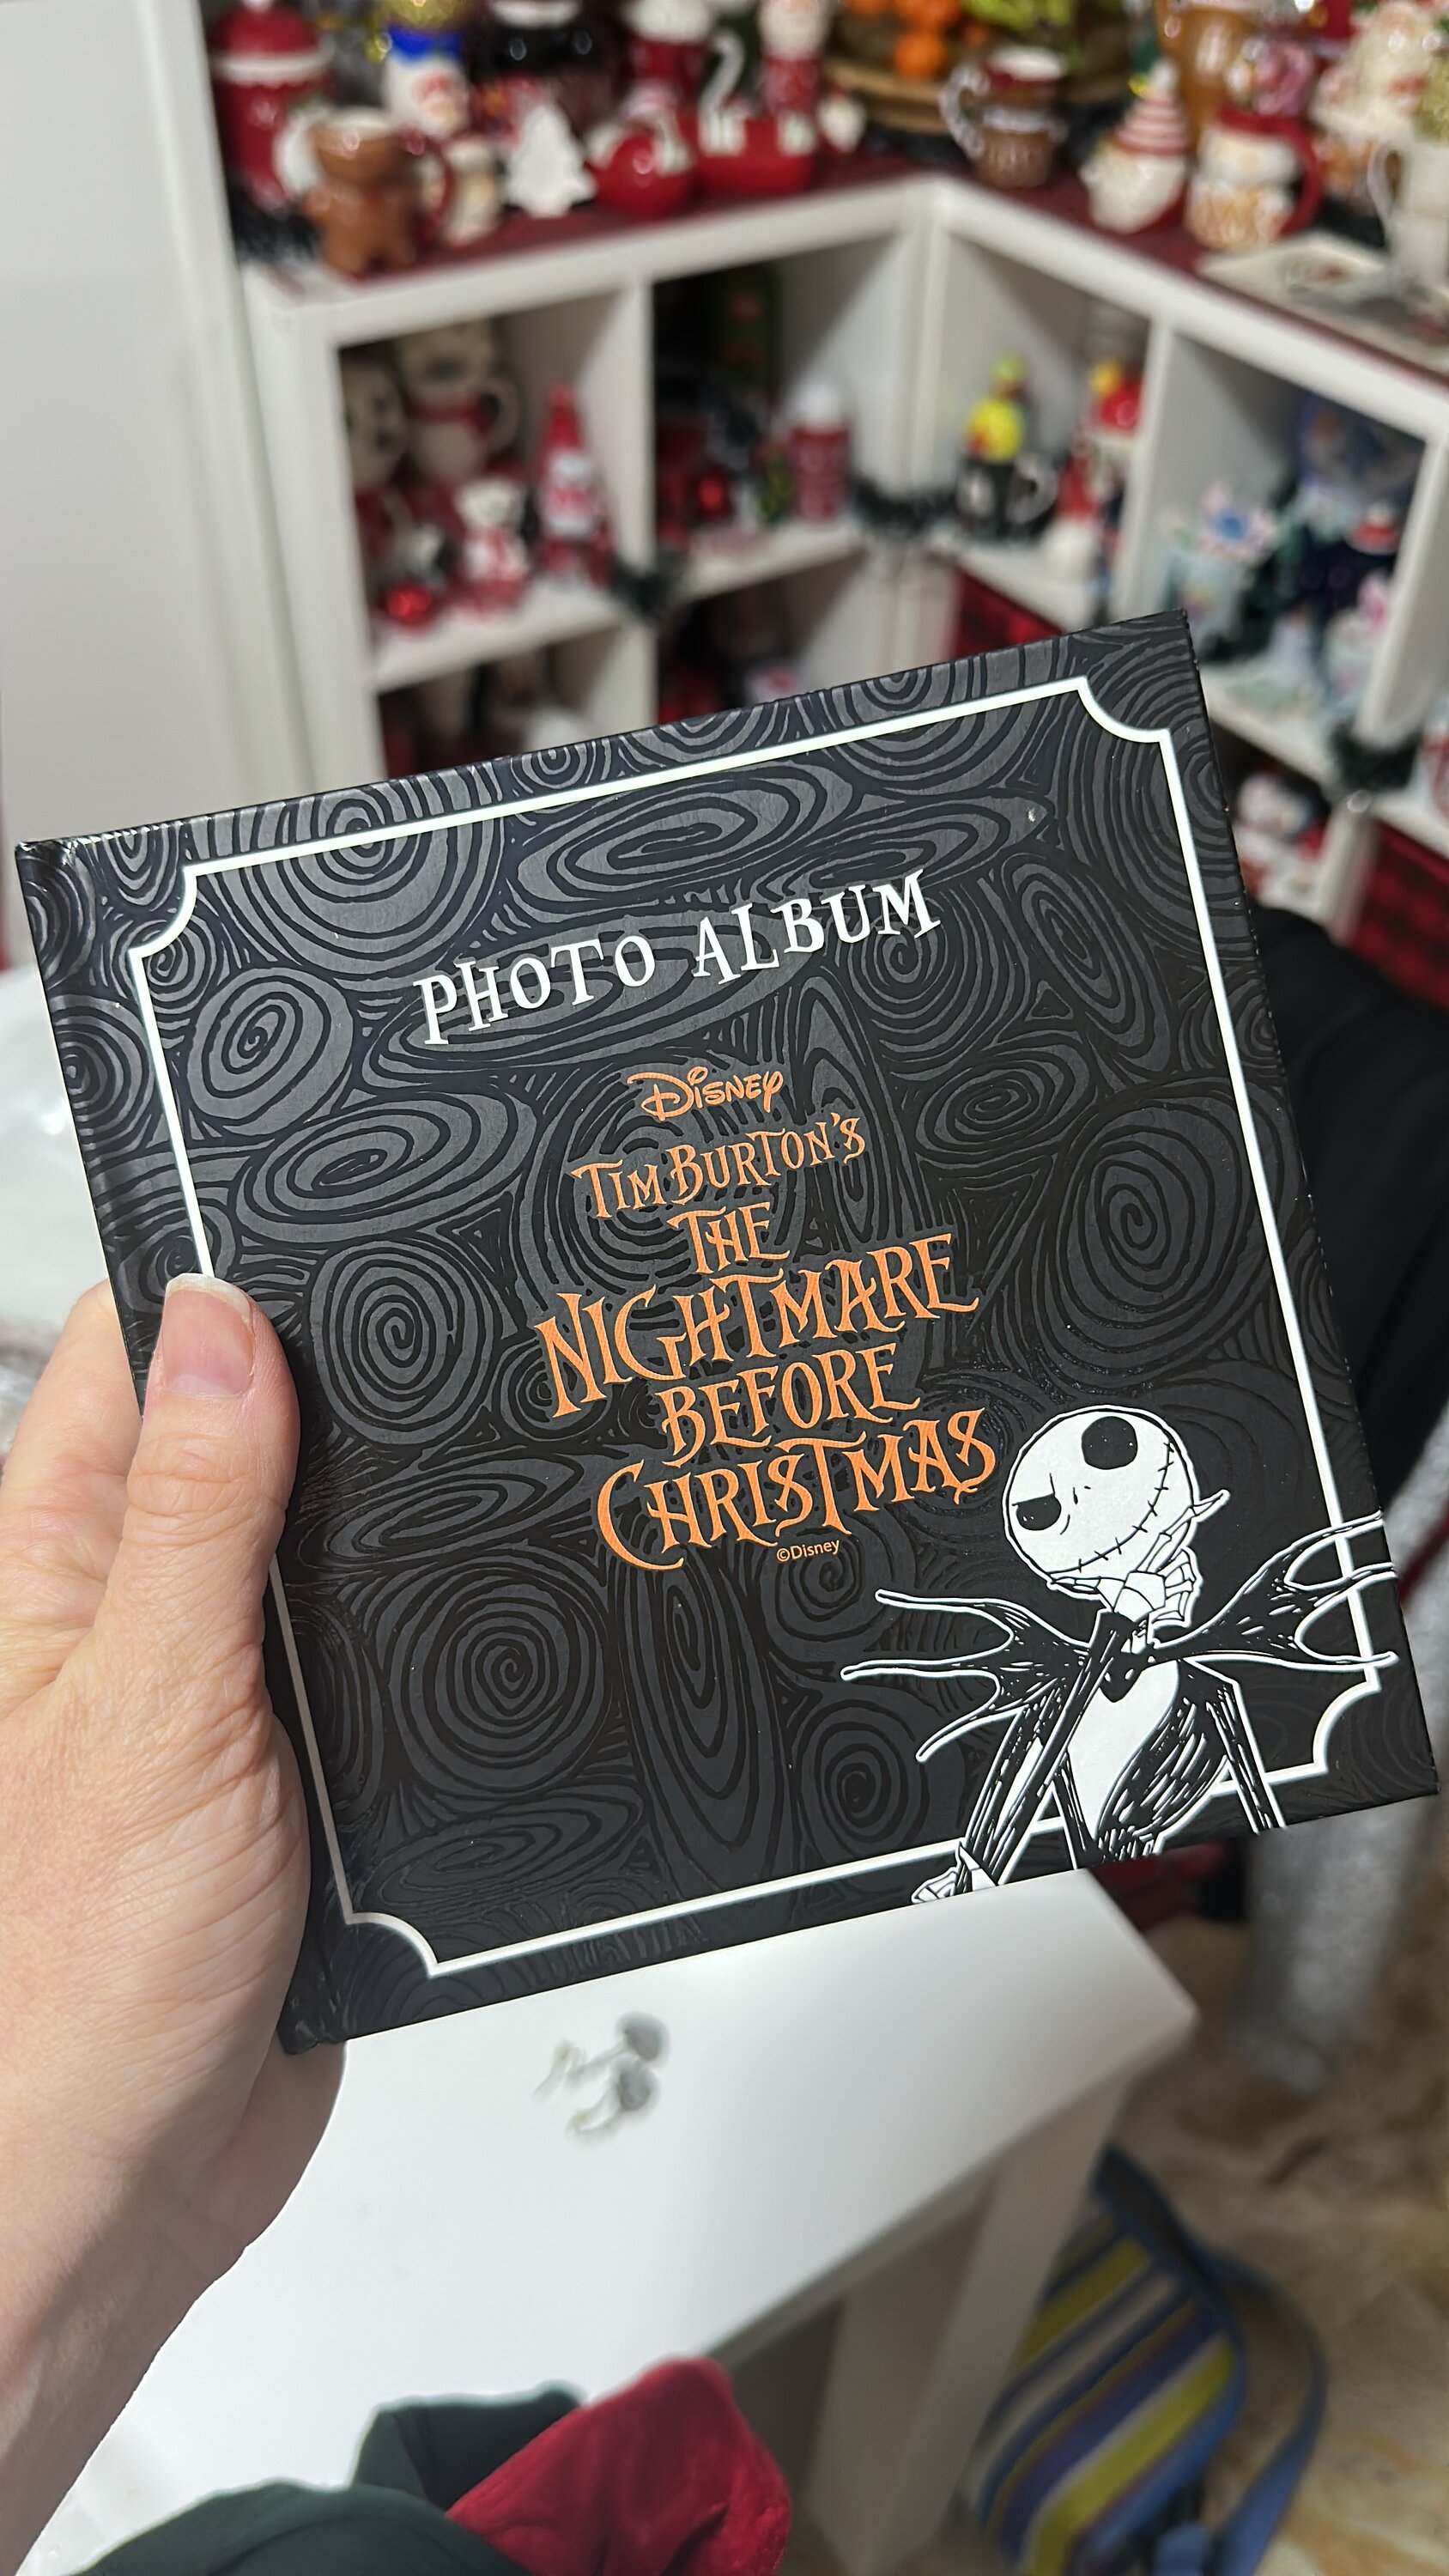 PHOTO ALBUM
Disney
TIM BURTON'S
THE
NIGHTMARE
BEFORE
CHRISTMAS
©Disney